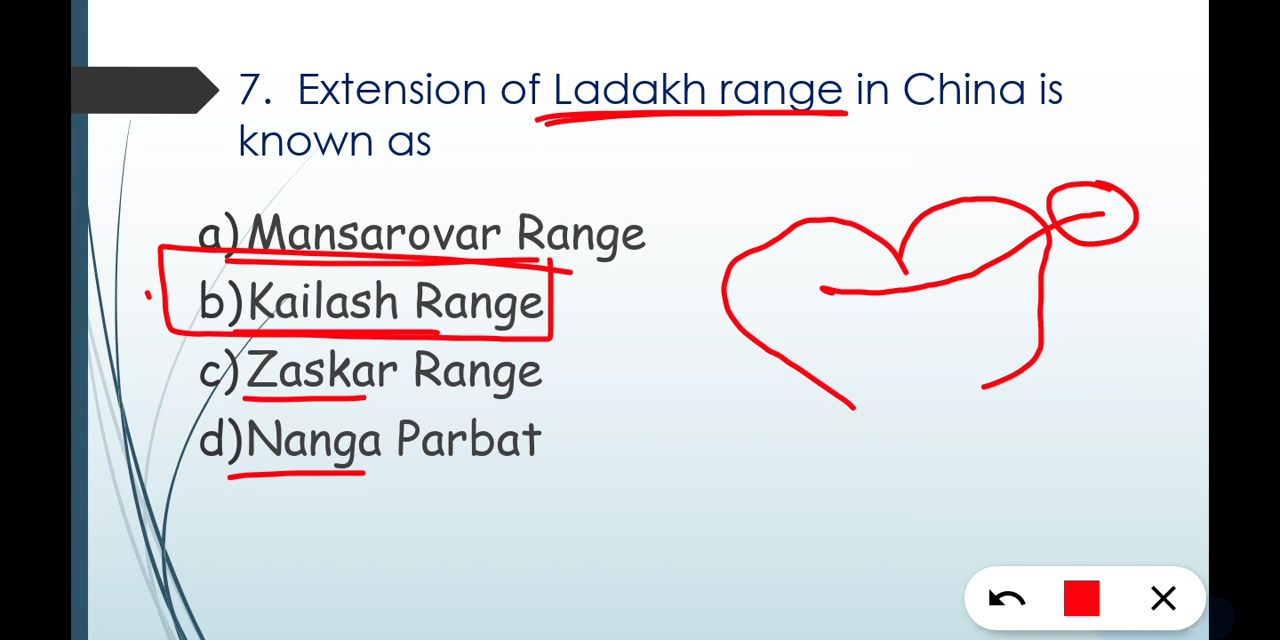 7. Extension of Ladakh range in China is
known as
a) Mansarovar Range
b) Kailash Range
c) Zaskar Range
d) Nanga Parbat